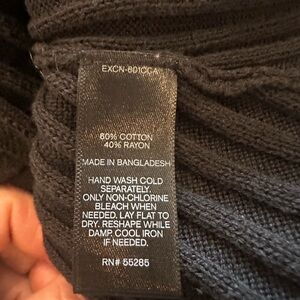 EXCN-801CCA
60% COTTON
40% RAYON
MADE IN BANGLADESH
HAND WASH COLD
SEPARATELY.
ONLY NON-CHLORINE
BLEACH WHEN
NEEDED. LAY FLAT TO
DRY. RESHAPE WHILE
DAMP. COOL IRON
IF NEEDED.
RN# 55285